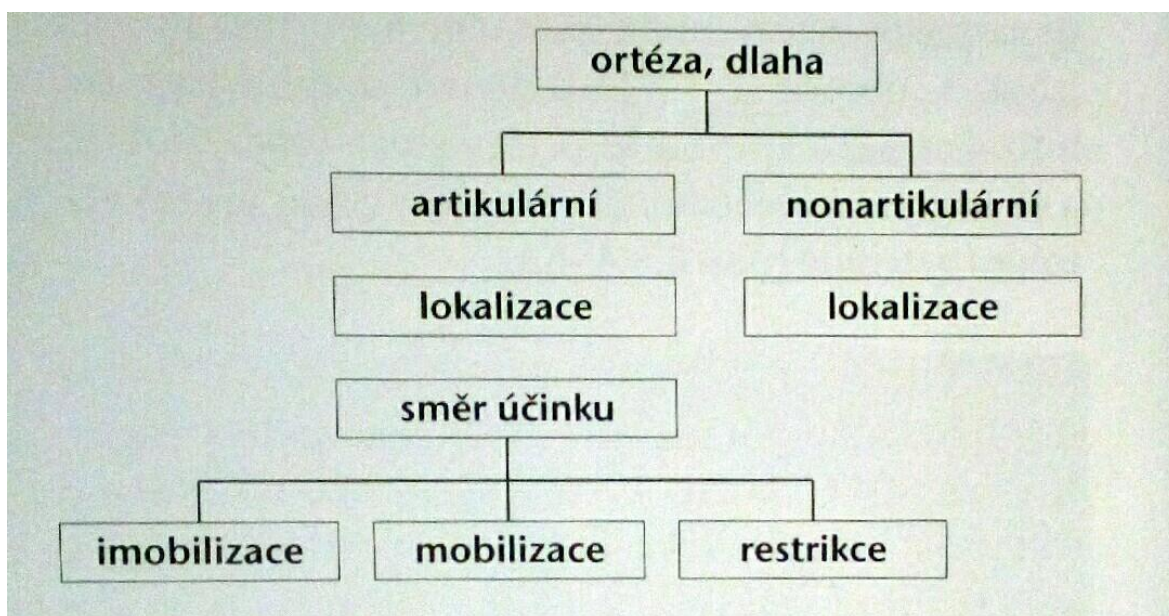 ortéza, dlaha
artikulární
nonartikulární
lokalizace
lokalizace
směr účinku
imobilizace
mobilizace
restrikce